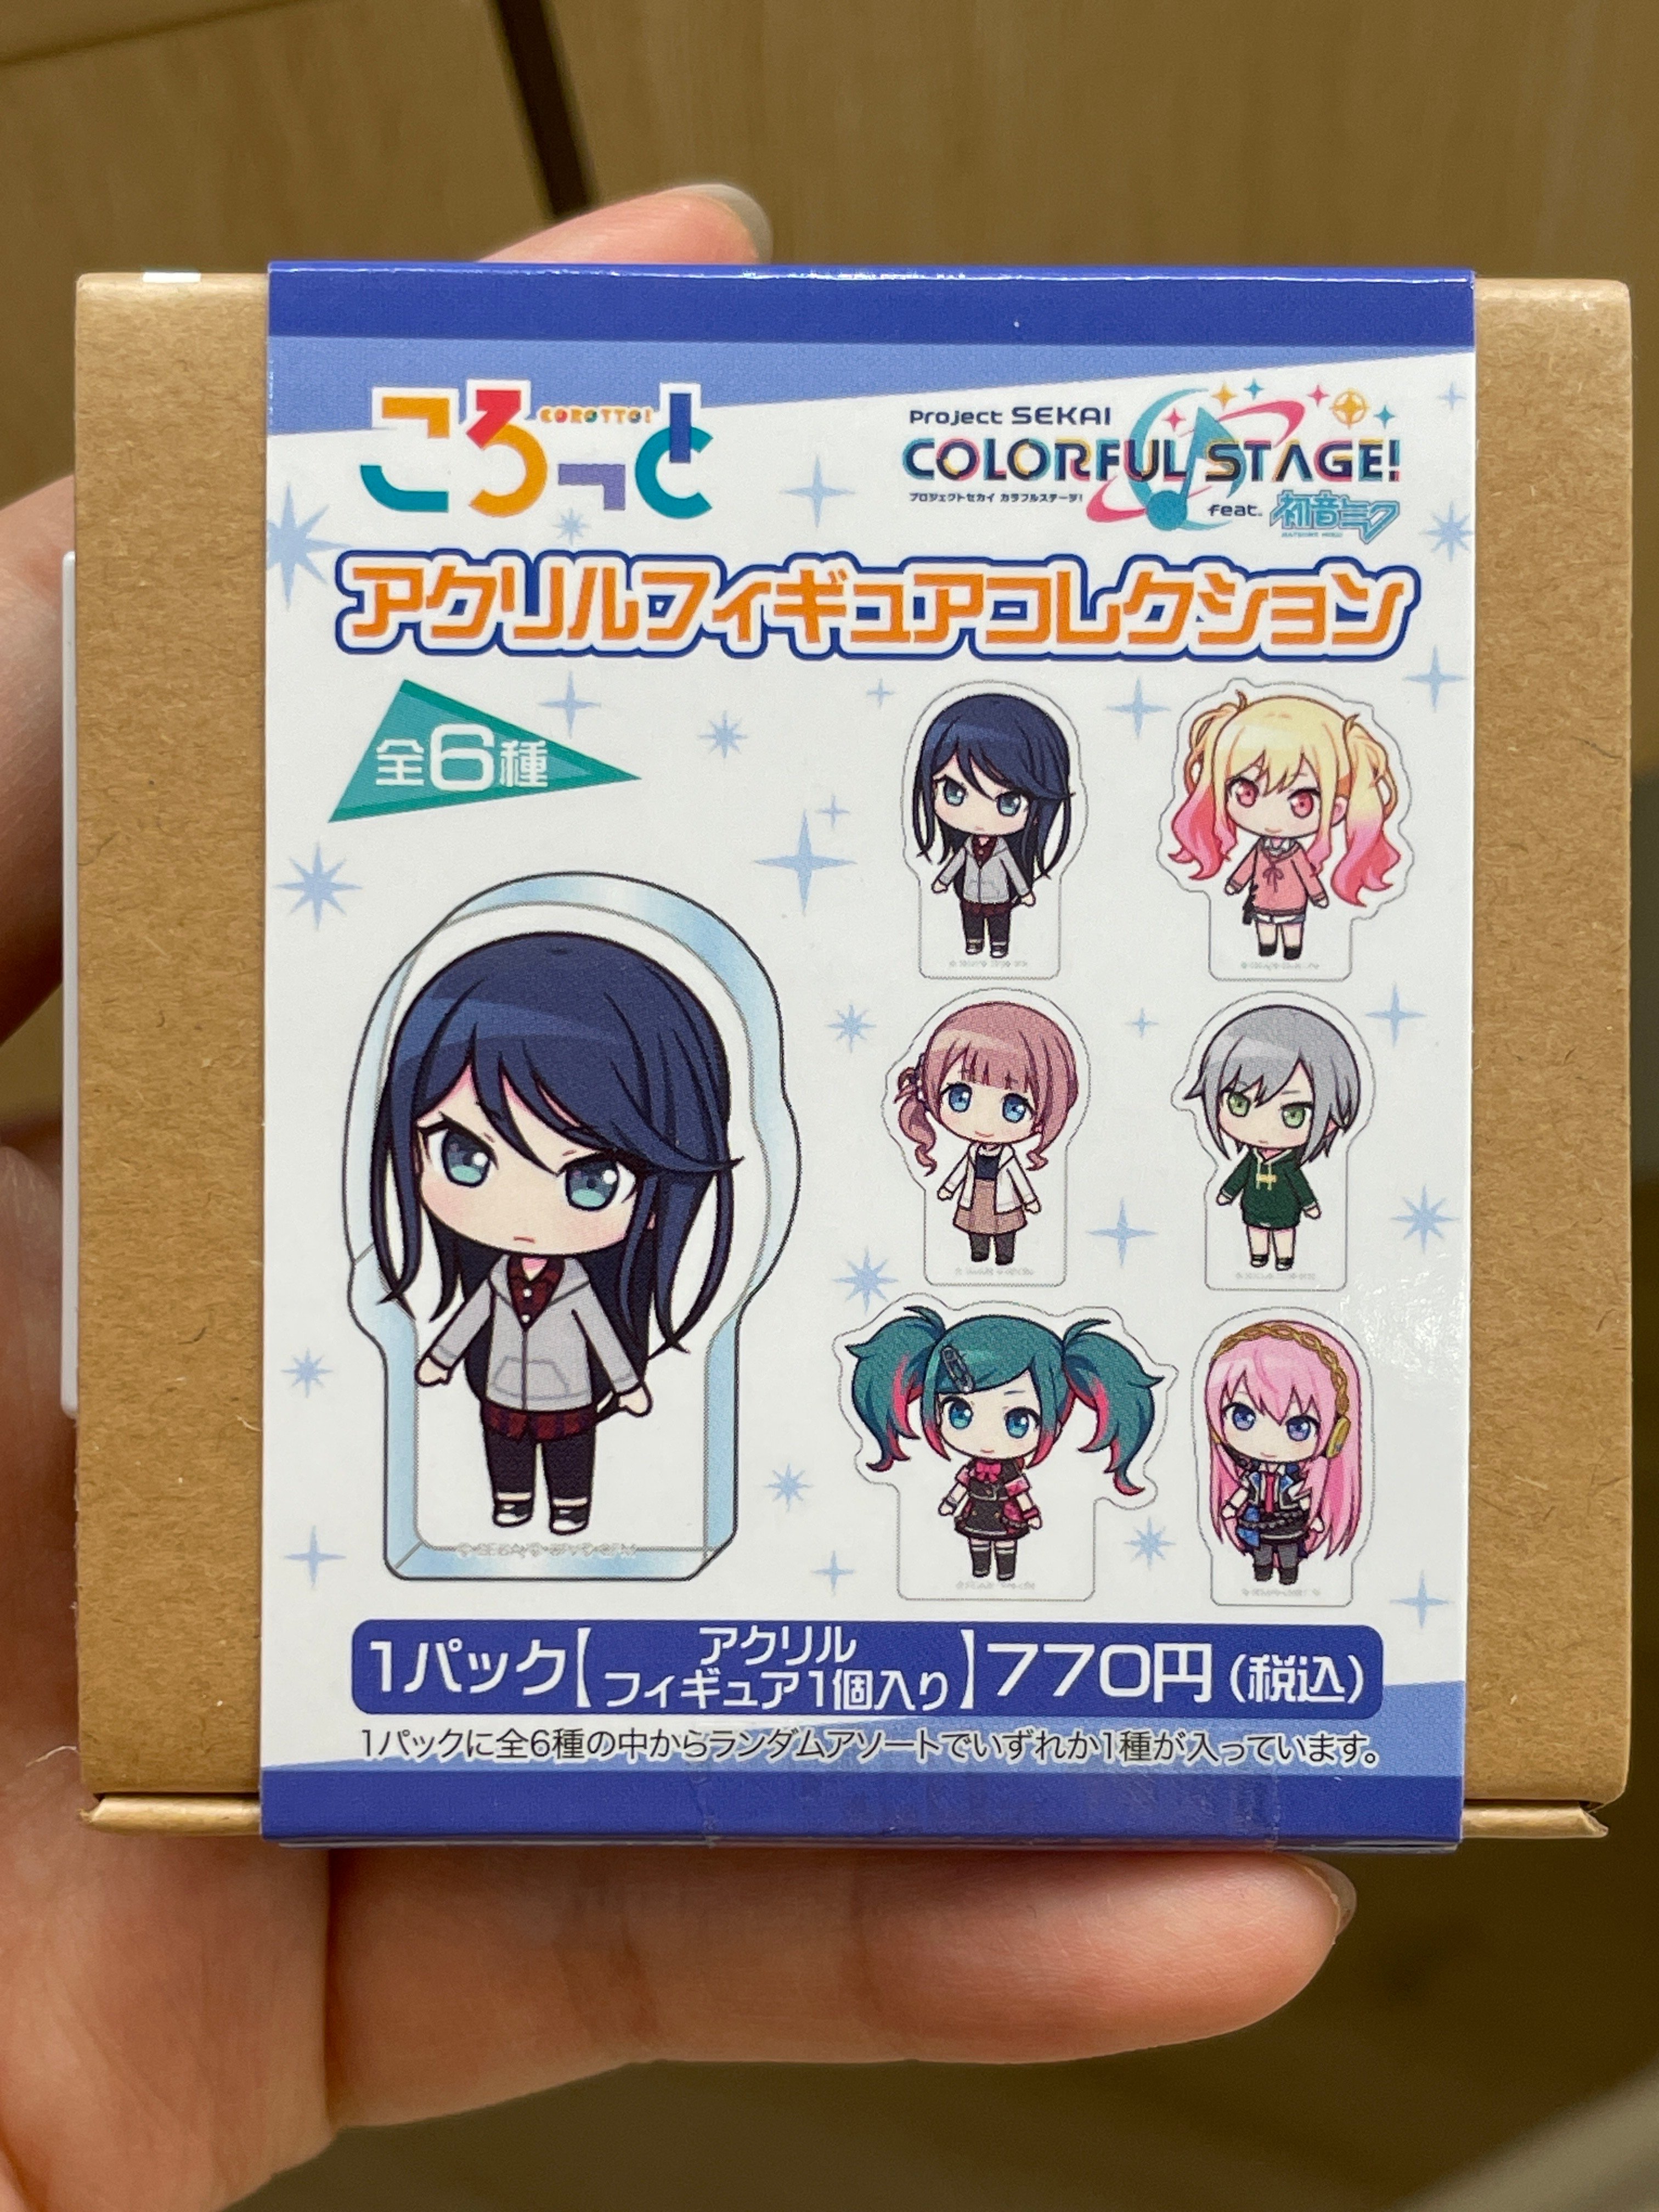 ころっと
COROTTO!
Project SEKAI
COLORFUL STAGE!
プロジェクトセカイ カラフルステージ!
feat. 初音ミク
HATSUNE MIKU
アクリルフィギュアコレクション
全6種
1パック【アクリルフィギュア1個入り】770円(税込)
1パックに全6種の中からランダムアソートでいずれか1種が入っています。